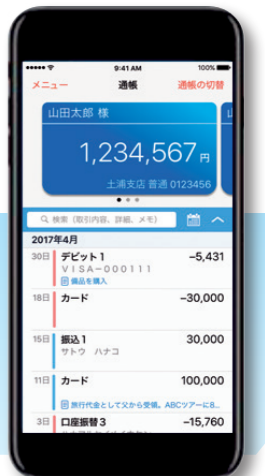 9:41 AM 100%
メニュー 通帳 通帳の切替
山田太郎 様
1,234,567 円
土浦支店 普通 0123456
検索（取引内容、詳細、メモ）
2017年4月
30日 デビット1 -5,431
VISA-000111
備品を購入
18日 カード -30,000
15日 振込1 30,000
サトウ ハナコ
11日 カード 100,000
旅行代金として父から受領。ABCツアーに8...
3日 口座振替3 -15,760